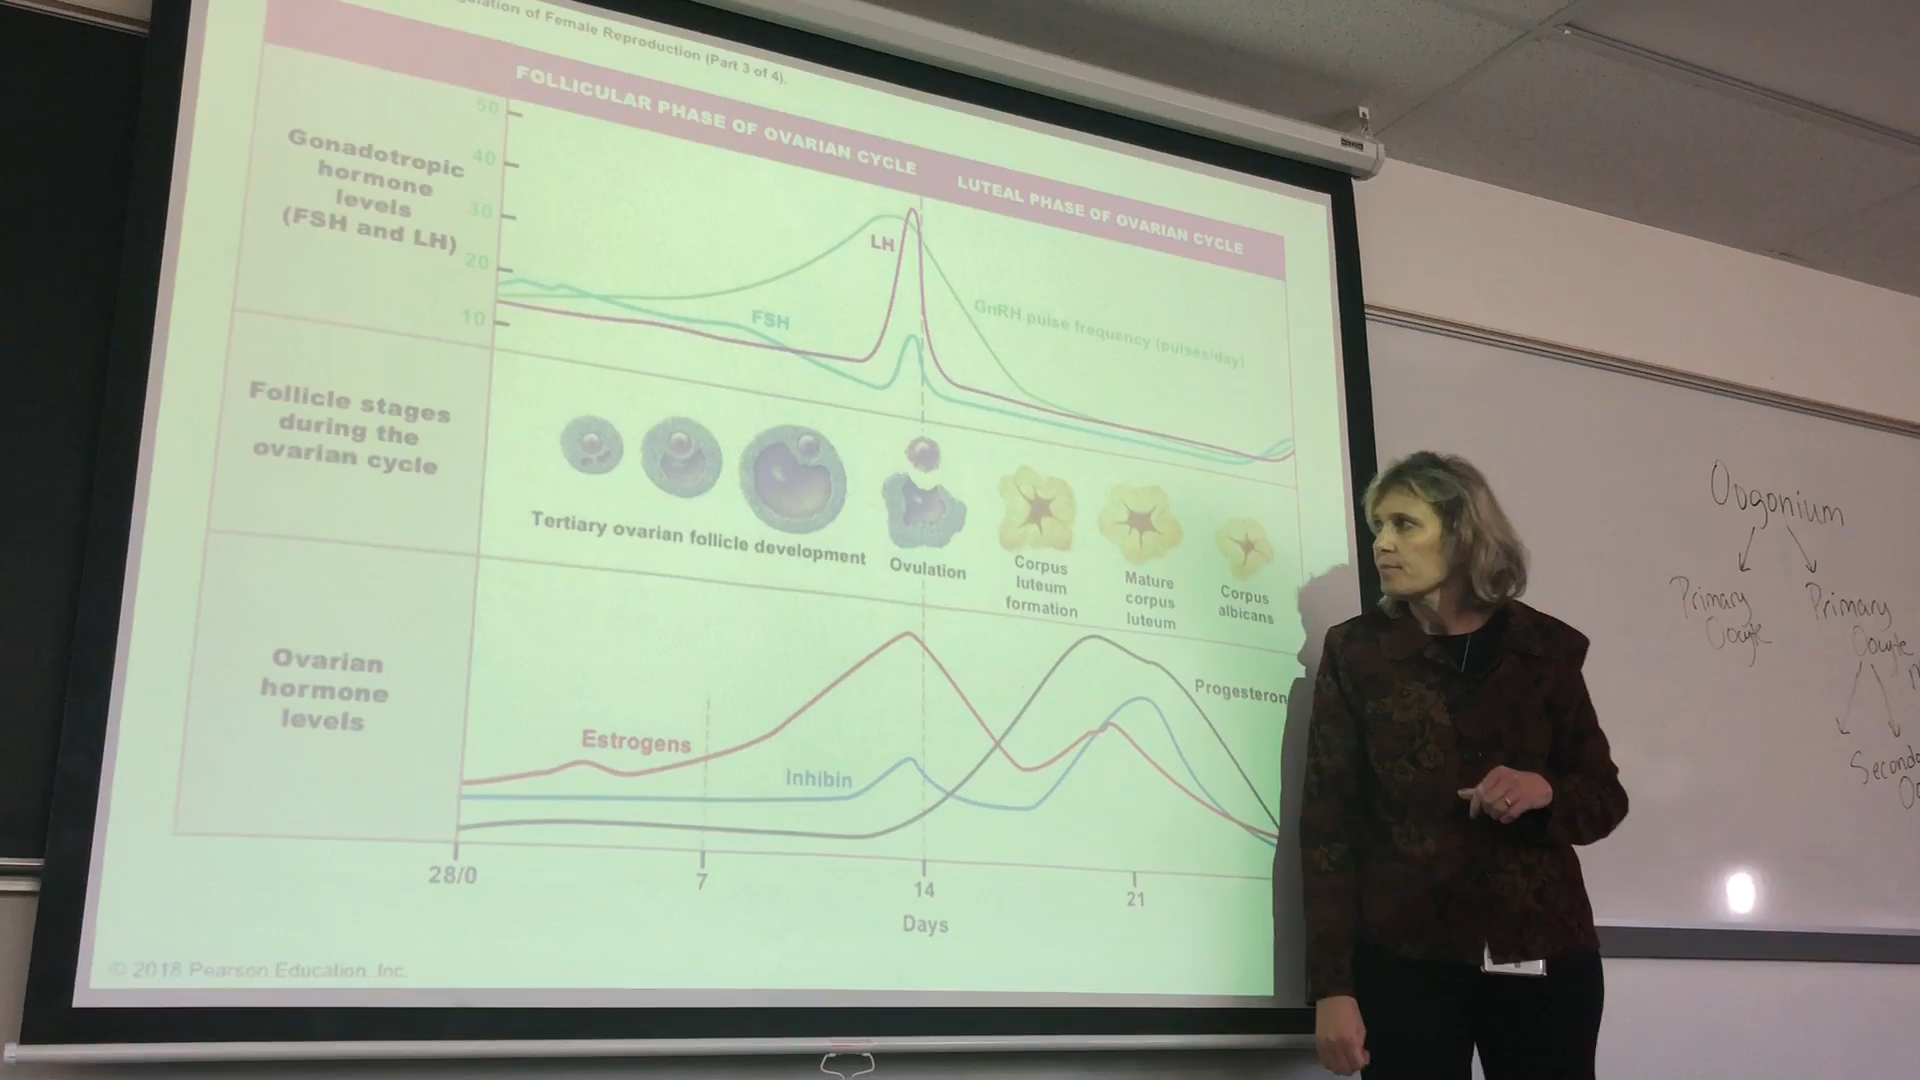 of Female Reproduction (Part 3 of 4).
FOLLICULAR PHASE OF OVARIAN CYCLE
LUTEAL PHASE OF OVARIAN CYCLE
Gonadotropic
hormone
levels
(FSH and LH)
50
40
30
20
10
LH
FSH
GnRH pulse frequency (pulses/day)
Follicle stages
during the
ovarian cycle
Tertiary ovarian follicle development
Ovulation
Corpus
luteum
formation
Mature
corpus
luteum
Corpus
albicans
Ovarian
hormone
levels
Estrogens
Inhibin
Progesteron
28/0
7
14
21
Days
© 2018 Pearson Education, Inc.
Oogonium
Primary
Oocyte
Primary
Oocyte